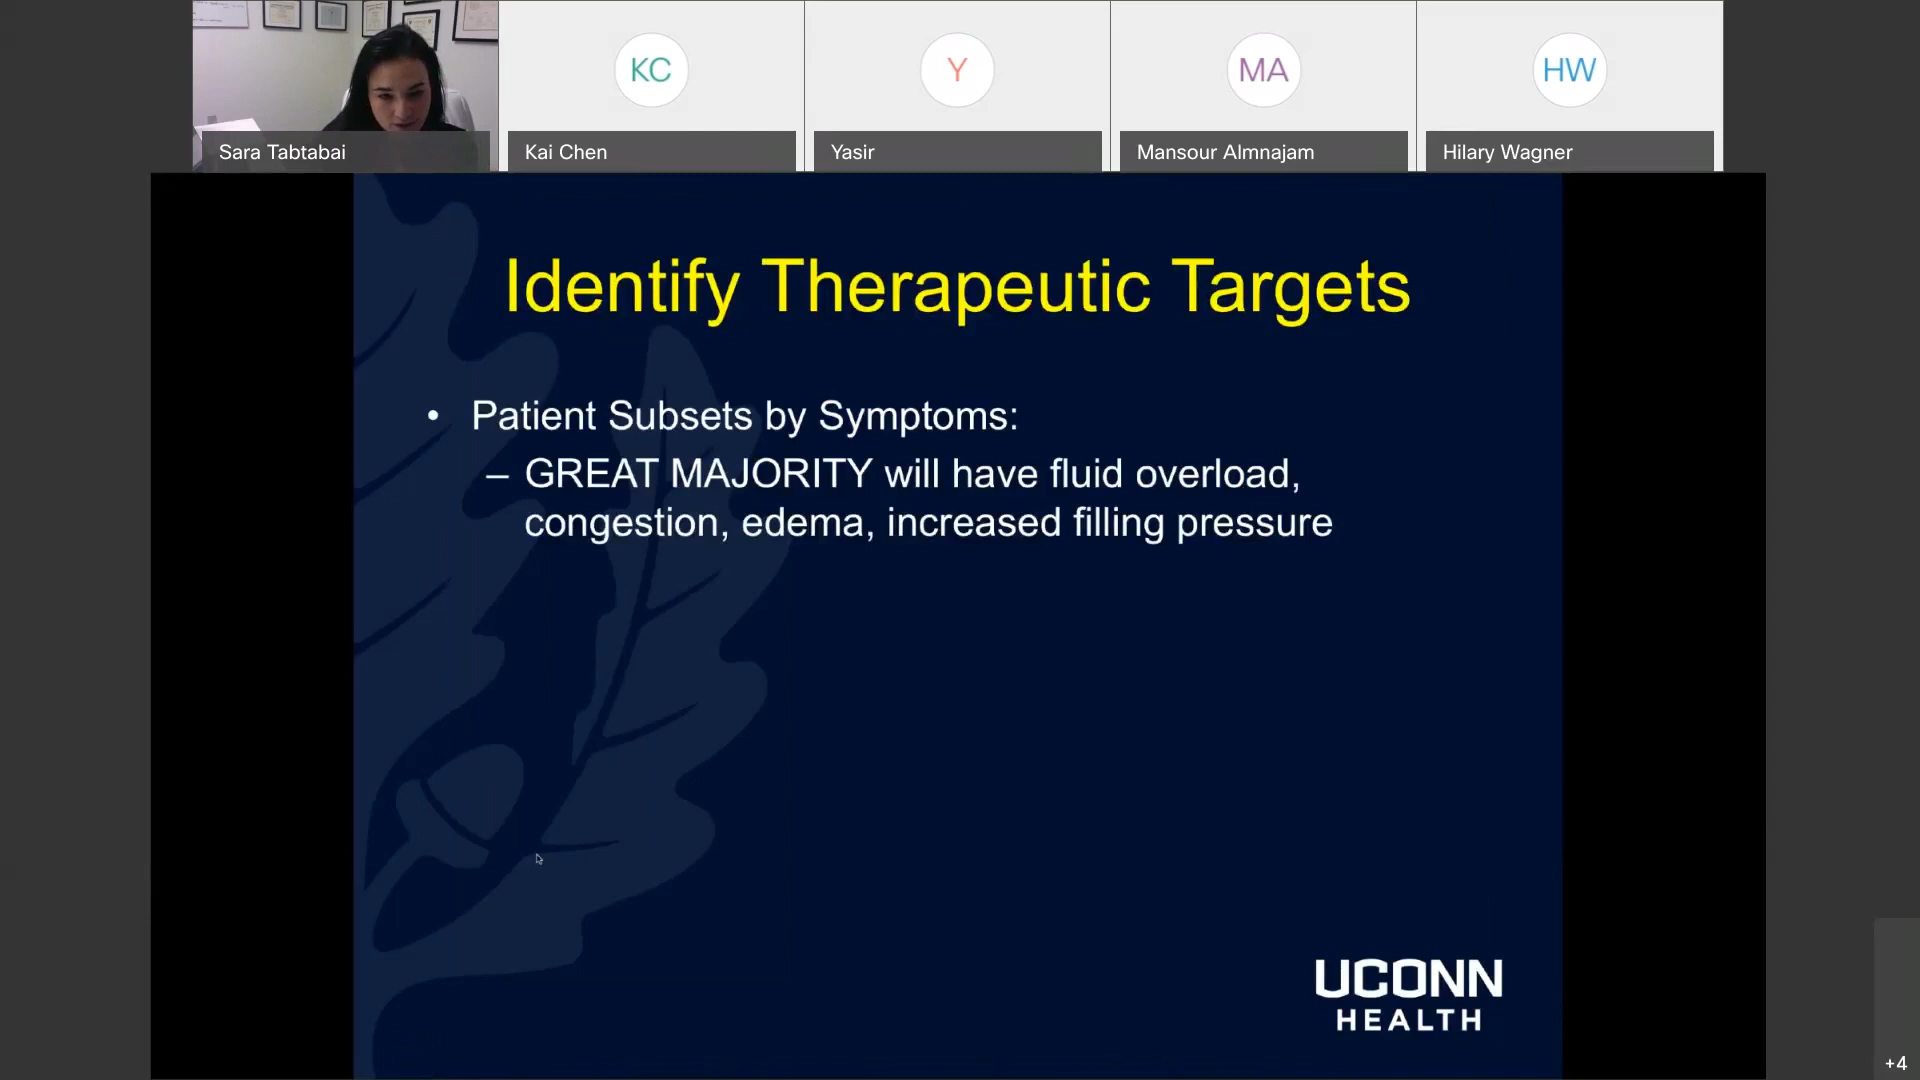 KC
Y
MA
HW
Sara Tabtabai
Kai Chen
Yasir
Mansour Almnajam
Hilary Wagner
Identify Therapeutic Targets
• Patient Subsets by Symptoms:
– GREAT MAJORITY will have fluid overload,
congestion, edema, increased filling pressure
UCONN
HEALTH
+4